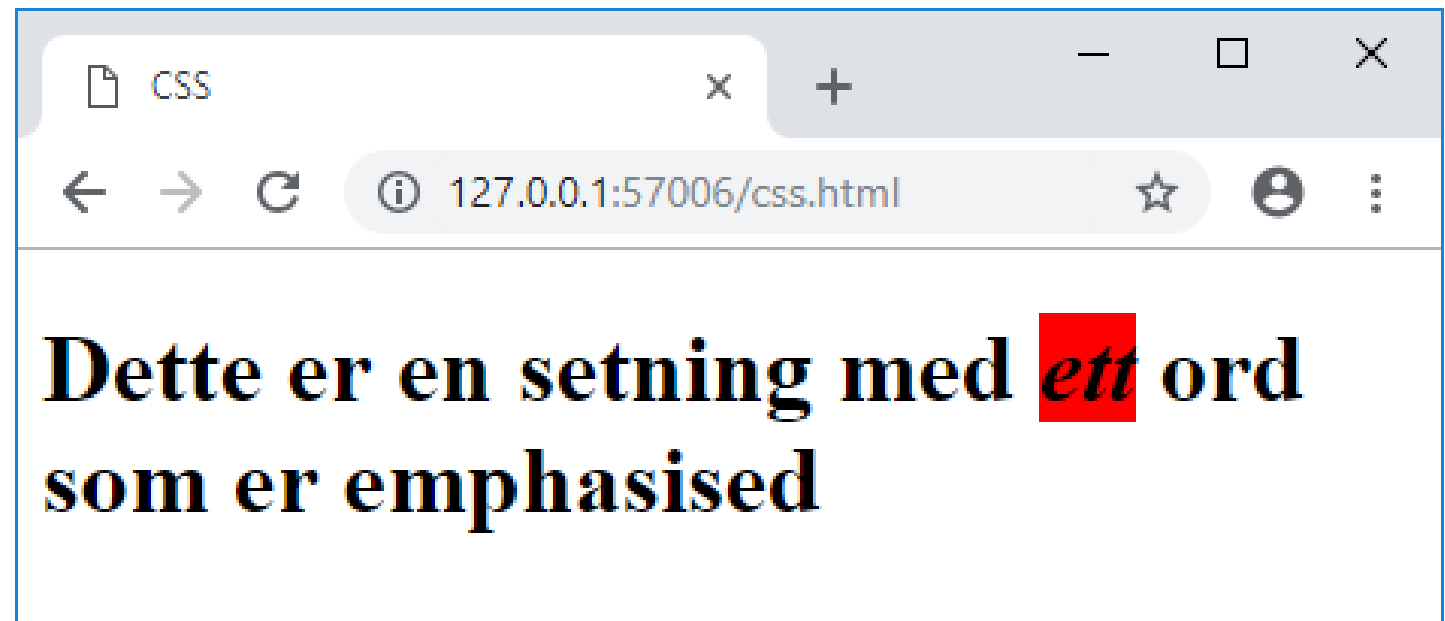 CSS
127.0.0.1:57006/css.html
Dette er en setning med ett ord
som er emphasised